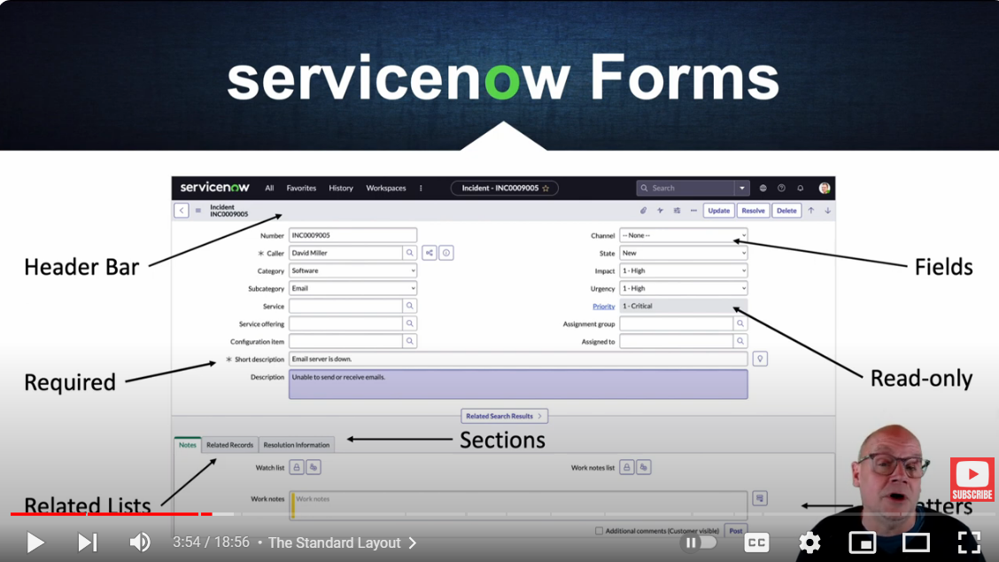 servicenow Forms
servicenow All Favorites History Workspaces Incident - INC0009005 Search
Incident
INC0009005
Update Resolve Delete
Header Bar
Number INC0009005
Channel -- None --
* Caller David Miller
State New
Fields
Category Software
Impact 1 - High
Subcategory Email
Urgency 1 - High
Service
Priority 1 - Critical
Service offering
Assignment group
Configuration item
Assigned to
Required
* Short description Email server is down.
Read-only
Description Unable to send or receive emails.
Related Search Results
Sections
Notes Related Records Resolution Information
Watch list
Work notes list
Related Lists
Work notes Work notes
Additional comments (Customer visible) Post
SUBSCRIBE
3:54 / 18:56 • The Standard Layout
CC